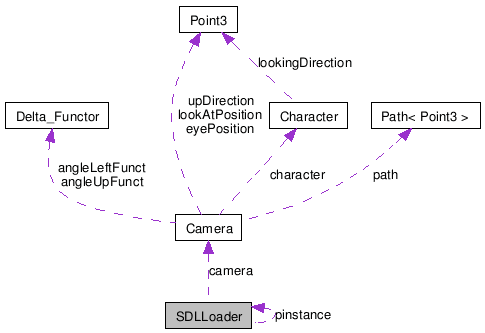 Point3
lookingDirection
upDirection
lookAtPosition
eyePosition
Delta_Functor
Character
Path< Point3 >
angleLeftFunct
angleUpFunct
character
path
Camera
camera
SDLLoader
pinstance